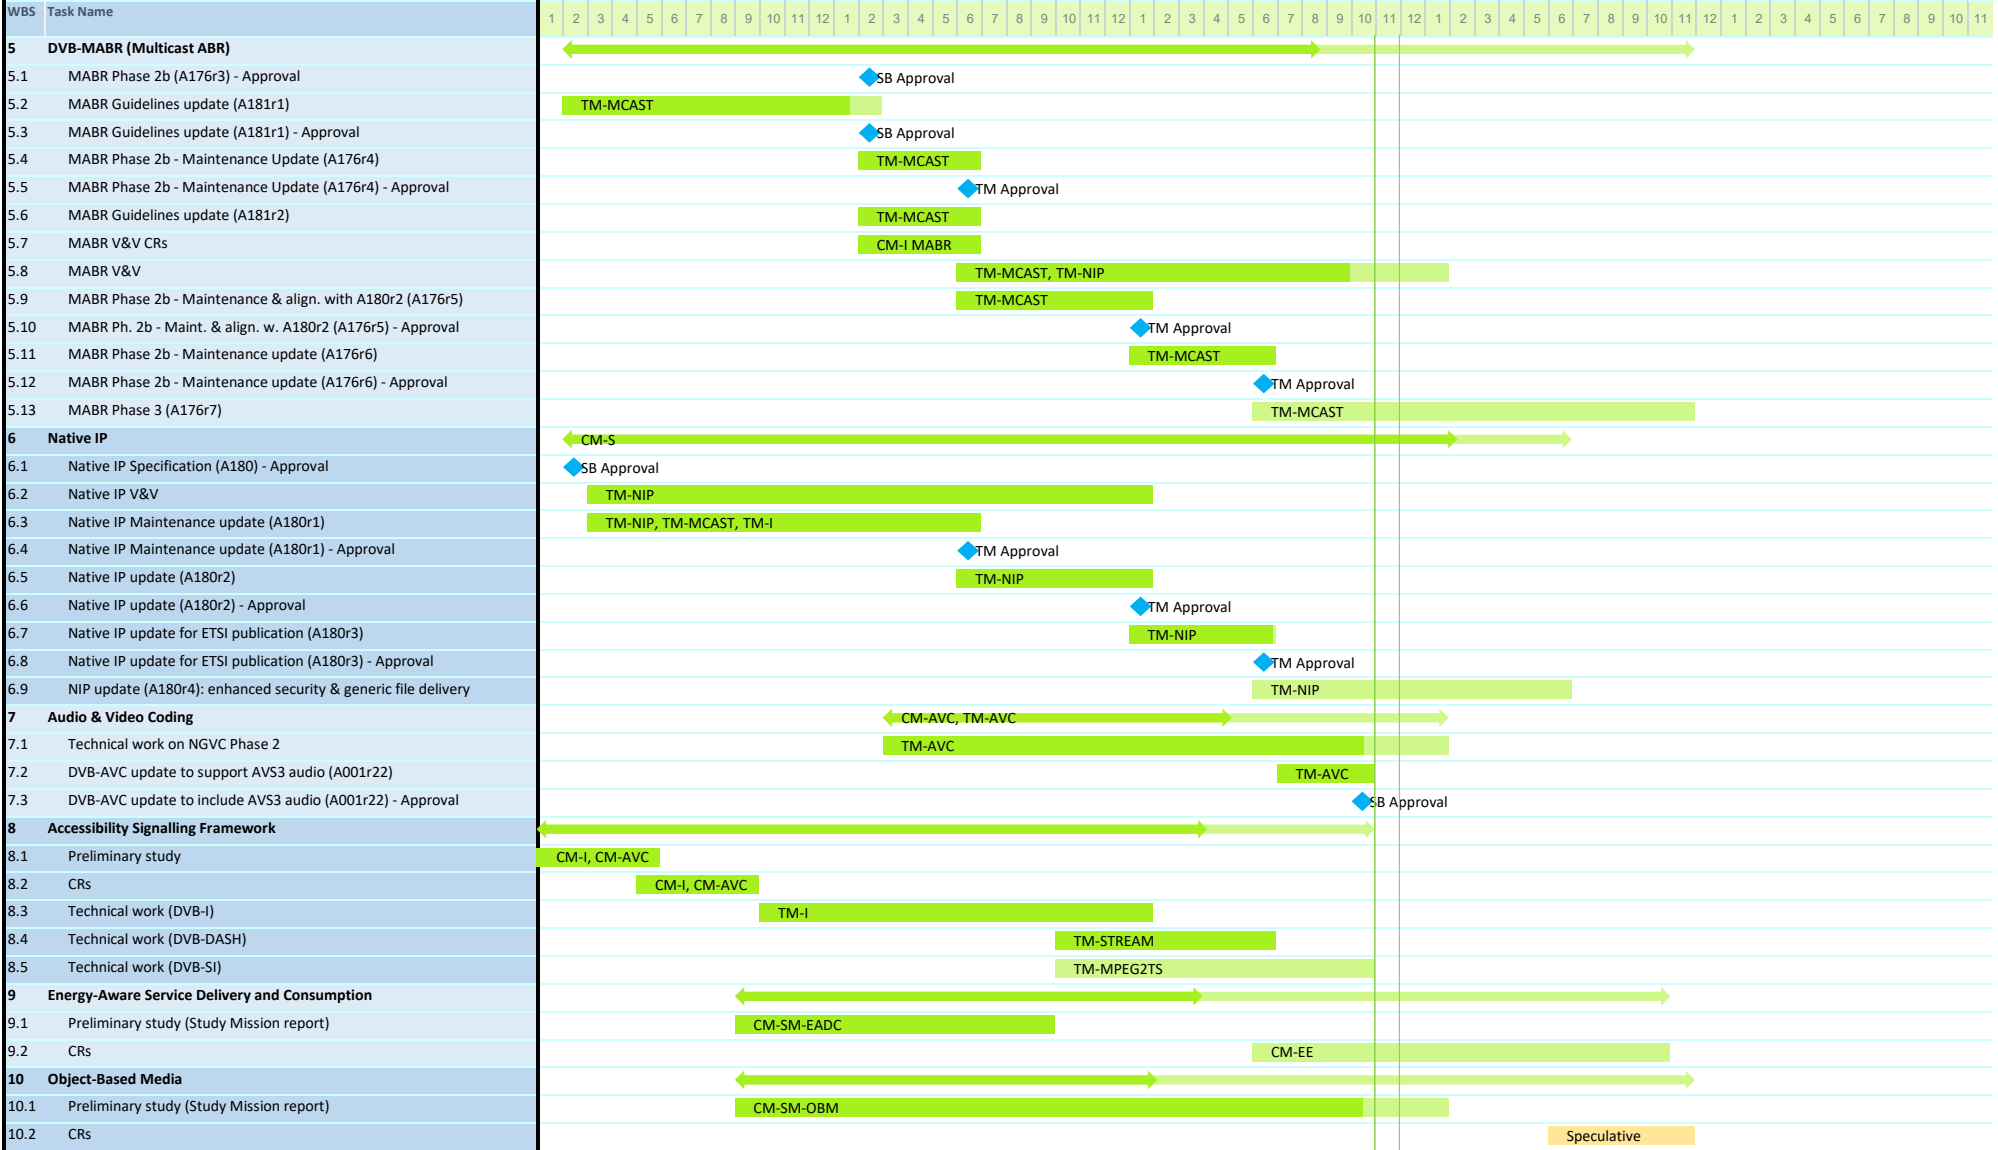 WBS Task Name 1 2 3 4 5 6 7 8 9 10 11 12 1 2 3 4 5 6 7 8 9 10 11 12 1 2 3 4 5 6 7 8 9 10 11 12 1 2 3 4 5 6 7 8 9 10 11 12 1 2 3 4 5 6 7 8 9 10 11
5 DVB-MABR (Multicast ABR)
5.1 MABR Phase 2b (A176r3) - Approval SB Approval
5.2 MABR Guidelines update (A181r1) TM-MCAST
5.3 MABR Guidelines update (A181r1) - Approval SB Approval
5.4 MABR Phase 2b - Maintenance Update (A176r4) TM-MCAST
5.5 MABR Phase 2b - Maintenance Update (A176r4) - Approval TM Approval
5.6 MABR Guidelines update (A181r2) TM-MCAST
5.7 MABR V&V CRs CM-I MABR
5.8 MABR V&V TM-MCAST, TM-NIP
5.9 MABR Phase 2b - Maintenance & align. with A180r2 (A176r5) TM-MCAST
5.10 MABR Ph. 2b - Maint. & align. w. A180r2 (A176r5) - Approval TM Approval
5.11 MABR Phase 2b - Maintenance update (A176r6) TM-MCAST
5.12 MABR Phase 2b - Maintenance update (A176r6) - Approval TM Approval
5.13 MABR Phase 3 (A176r7) TM-MCAST
6 Native IP CM-S
6.1 Native IP Specification (A180) - Approval SB Approval
6.2 Native IP V&V TM-NIP
6.3 Native IP Maintenance update (A180r1) TM-NIP, TM-MCAST, TM-I
6.4 Native IP Maintenance update (A180r1) - Approval TM Approval
6.5 Native IP update (A180r2) TM-NIP
6.6 Native IP update (A180r2) - Approval TM Approval
6.7 Native IP update for ETSI publication (A180r3) TM-NIP
6.8 Native IP update for ETSI publication (A180r3) - Approval TM Approval
6.9 NIP update (A180r4): enhanced security & generic file delivery TM-NIP
7 Audio & Video Coding CM-AVC, TM-AVC
7.1 Technical work on NGVC Phase 2 TM-AVC
7.2 DVB-AVC update to support AVS3 audio (A001r22) TM-AVC
7.3 DVB-AVC update to include AVS3 audio (A001r22) - Approval SB Approval
8 Accessibility Signalling Framework
8.1 Preliminary study CM-I, CM-AVC
8.2 CRs CM-I, CM-AVC
8.3 Technical work (DVB-I) TM-I
8.4 Technical work (DVB-DASH) TM-STREAM
8.5 Technical work (DVB-SI) TM-MPEG2TS
9 Energy-Aware Service Delivery and Consumption
9.1 Preliminary study (Study Mission report) CM-SM-EADC
9.2 CRs CM-EE
10 Object-Based Media
10.1 Preliminary study (Study Mission report) CM-SM-OBM
10.2 CRs Speculative